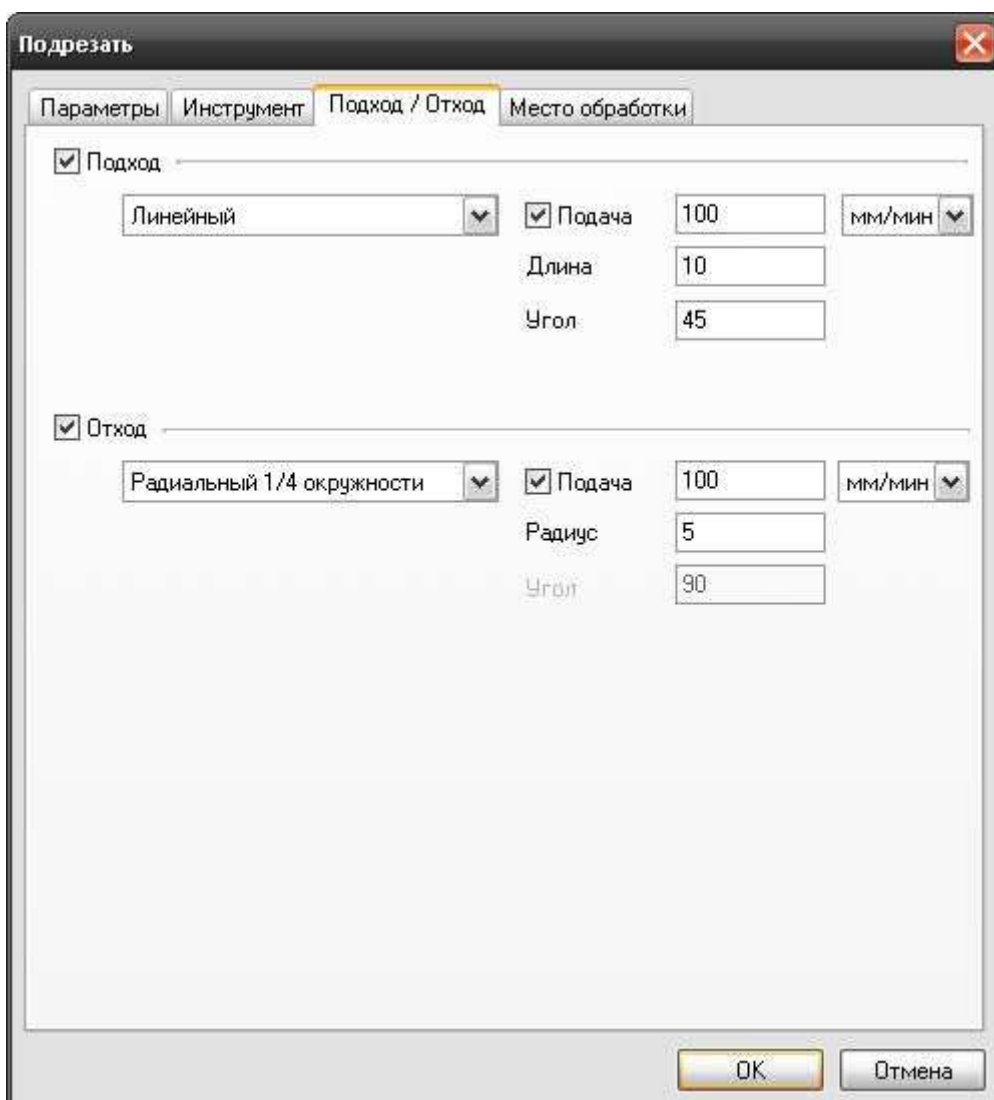 Подрезать
Параметры Инструмент Подход / Отход Место обработки
Подход
Линейный Подача 100 мм/мин
Длина 10
Угол 45
Отход
Радиальный 1/4 окружности Подача 100 мм/мин
Радиус 5
Угол 90
OK Отмена